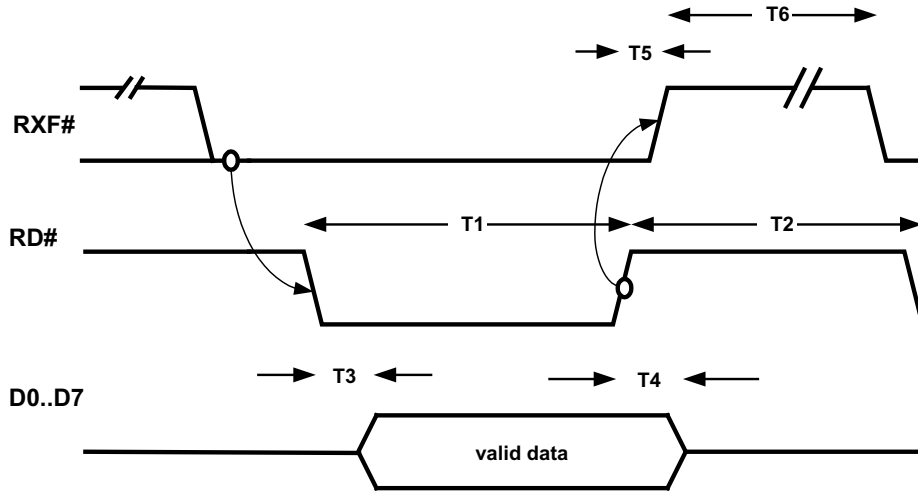 T6
T5
RXF#
T1
T2
RD#
T3
T4
D0..D7
valid data